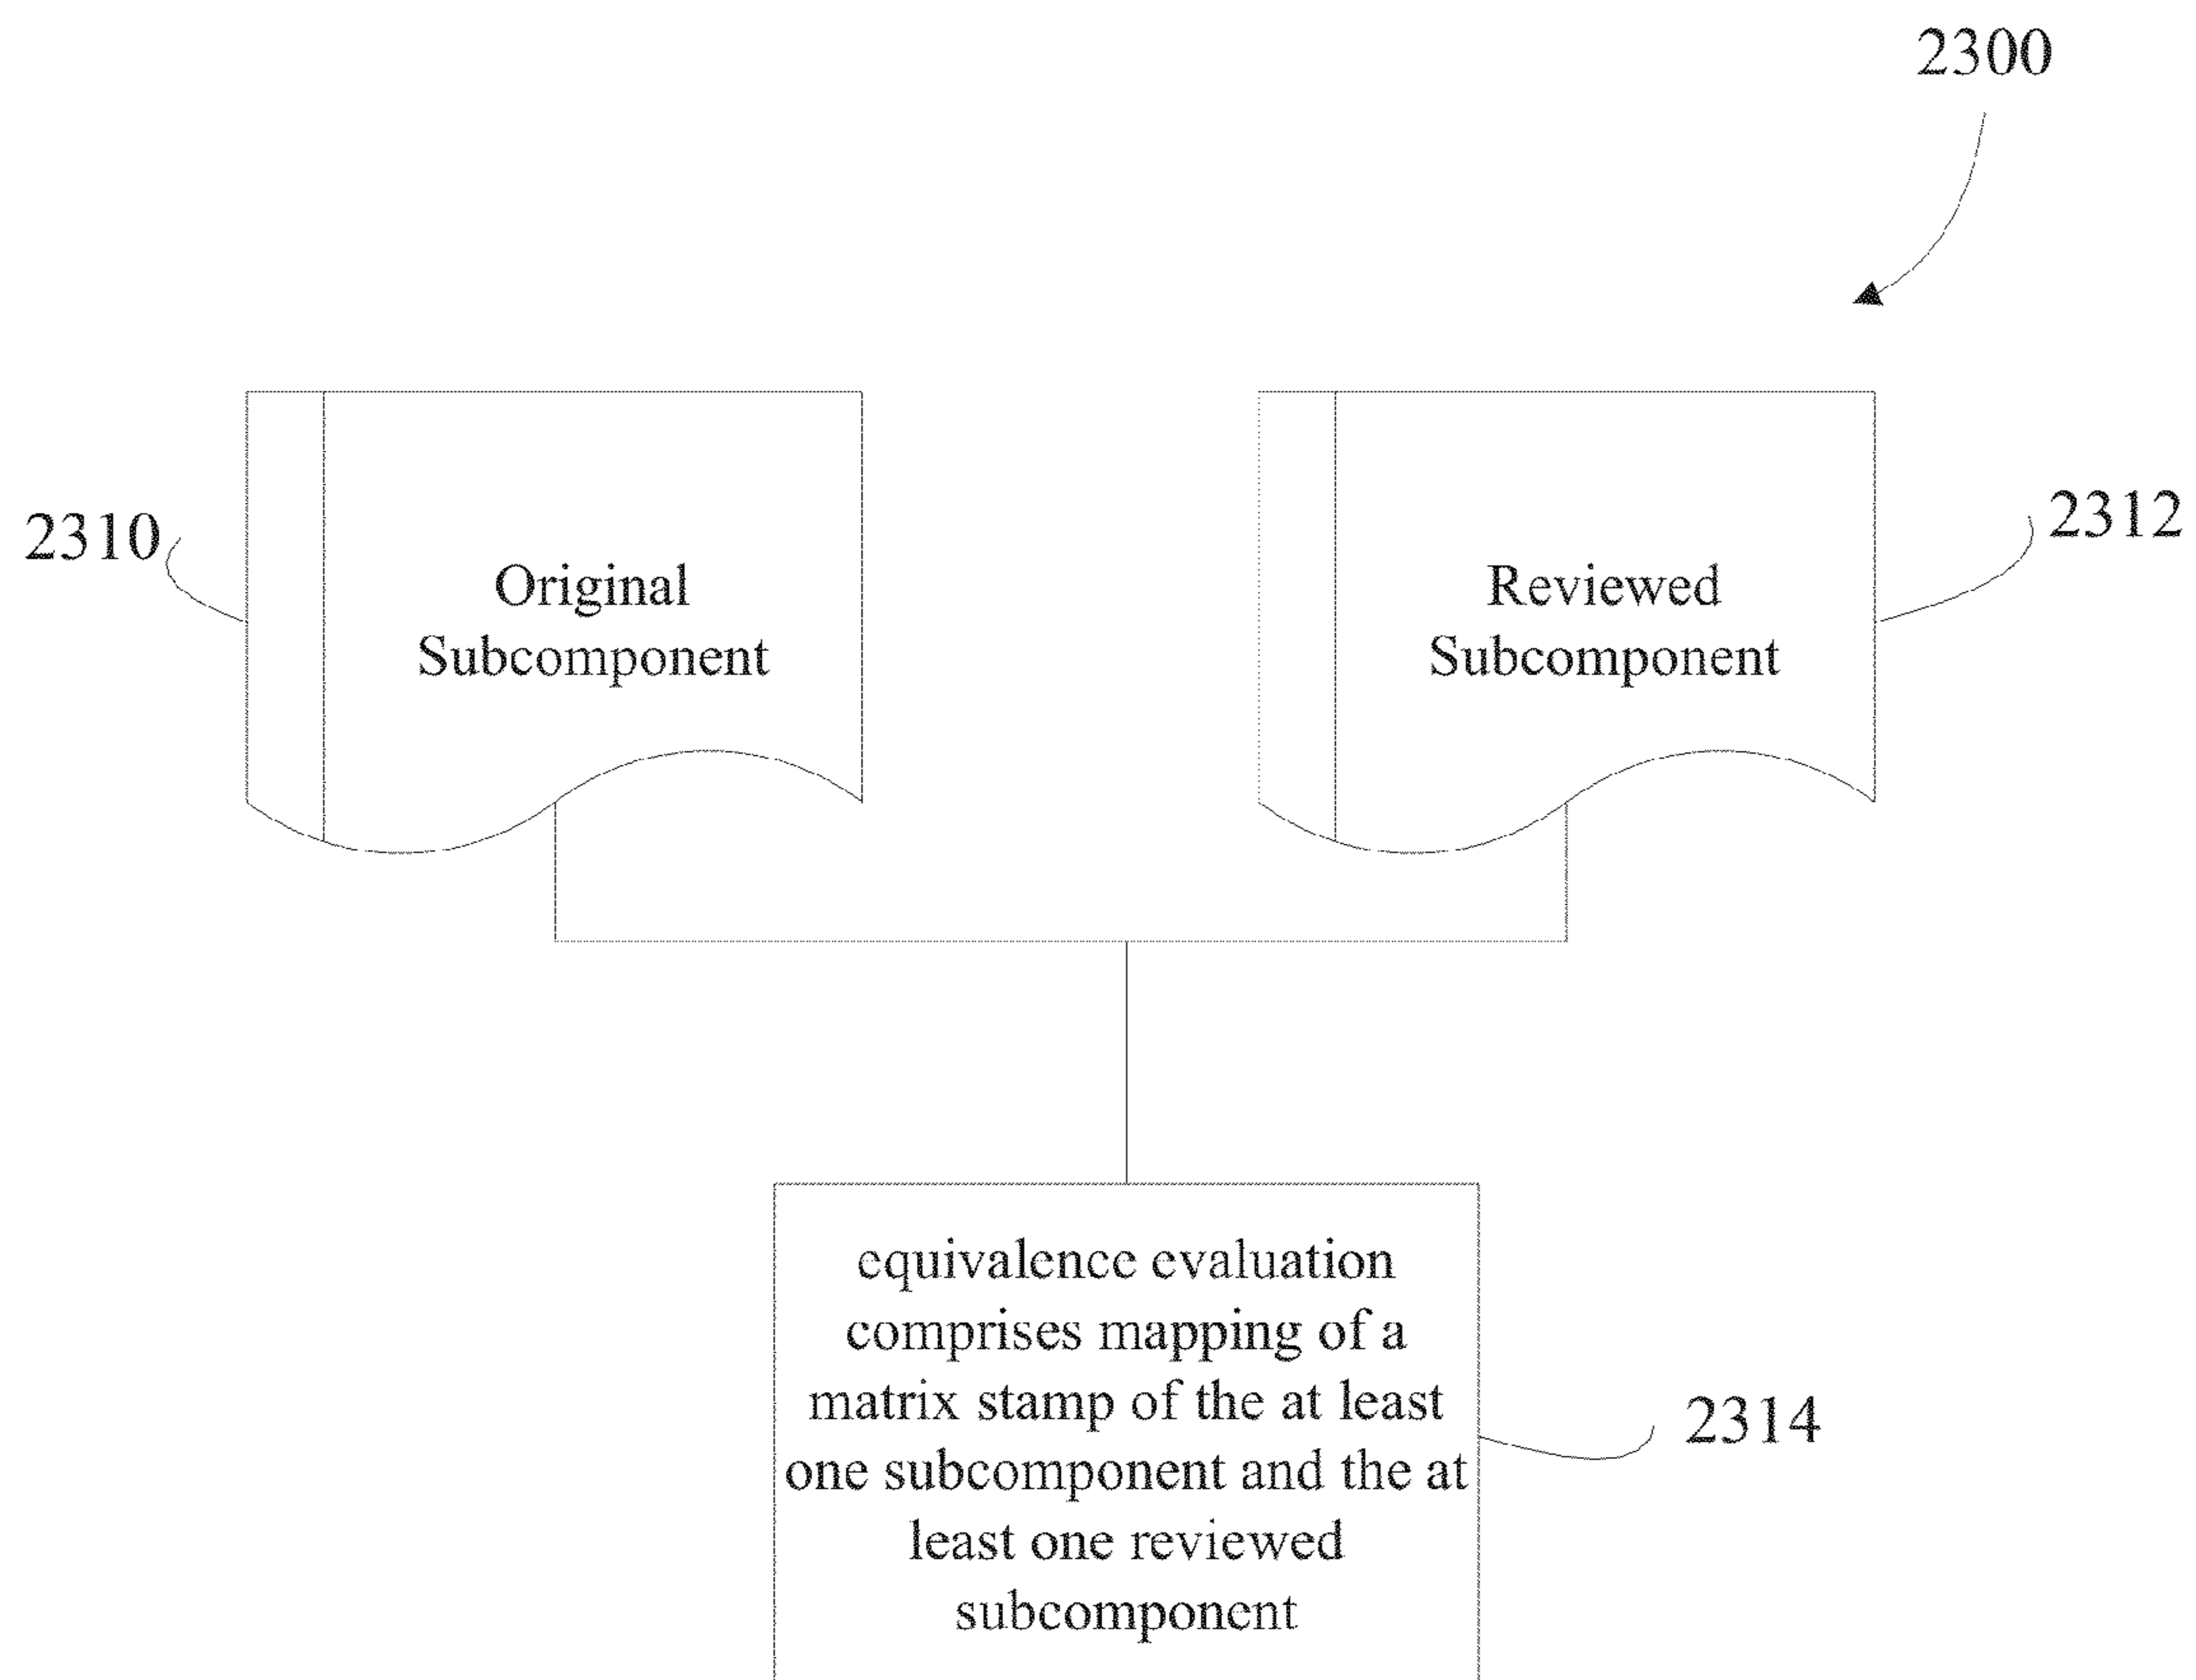 2300
2310
Original
Subcomponent
Reviewed
Subcomponent
2312
equivalence evaluation
comprises mapping of a
matrix stamp of the at least
one subcomponent and the at
least one reviewed
subcomponent
2314